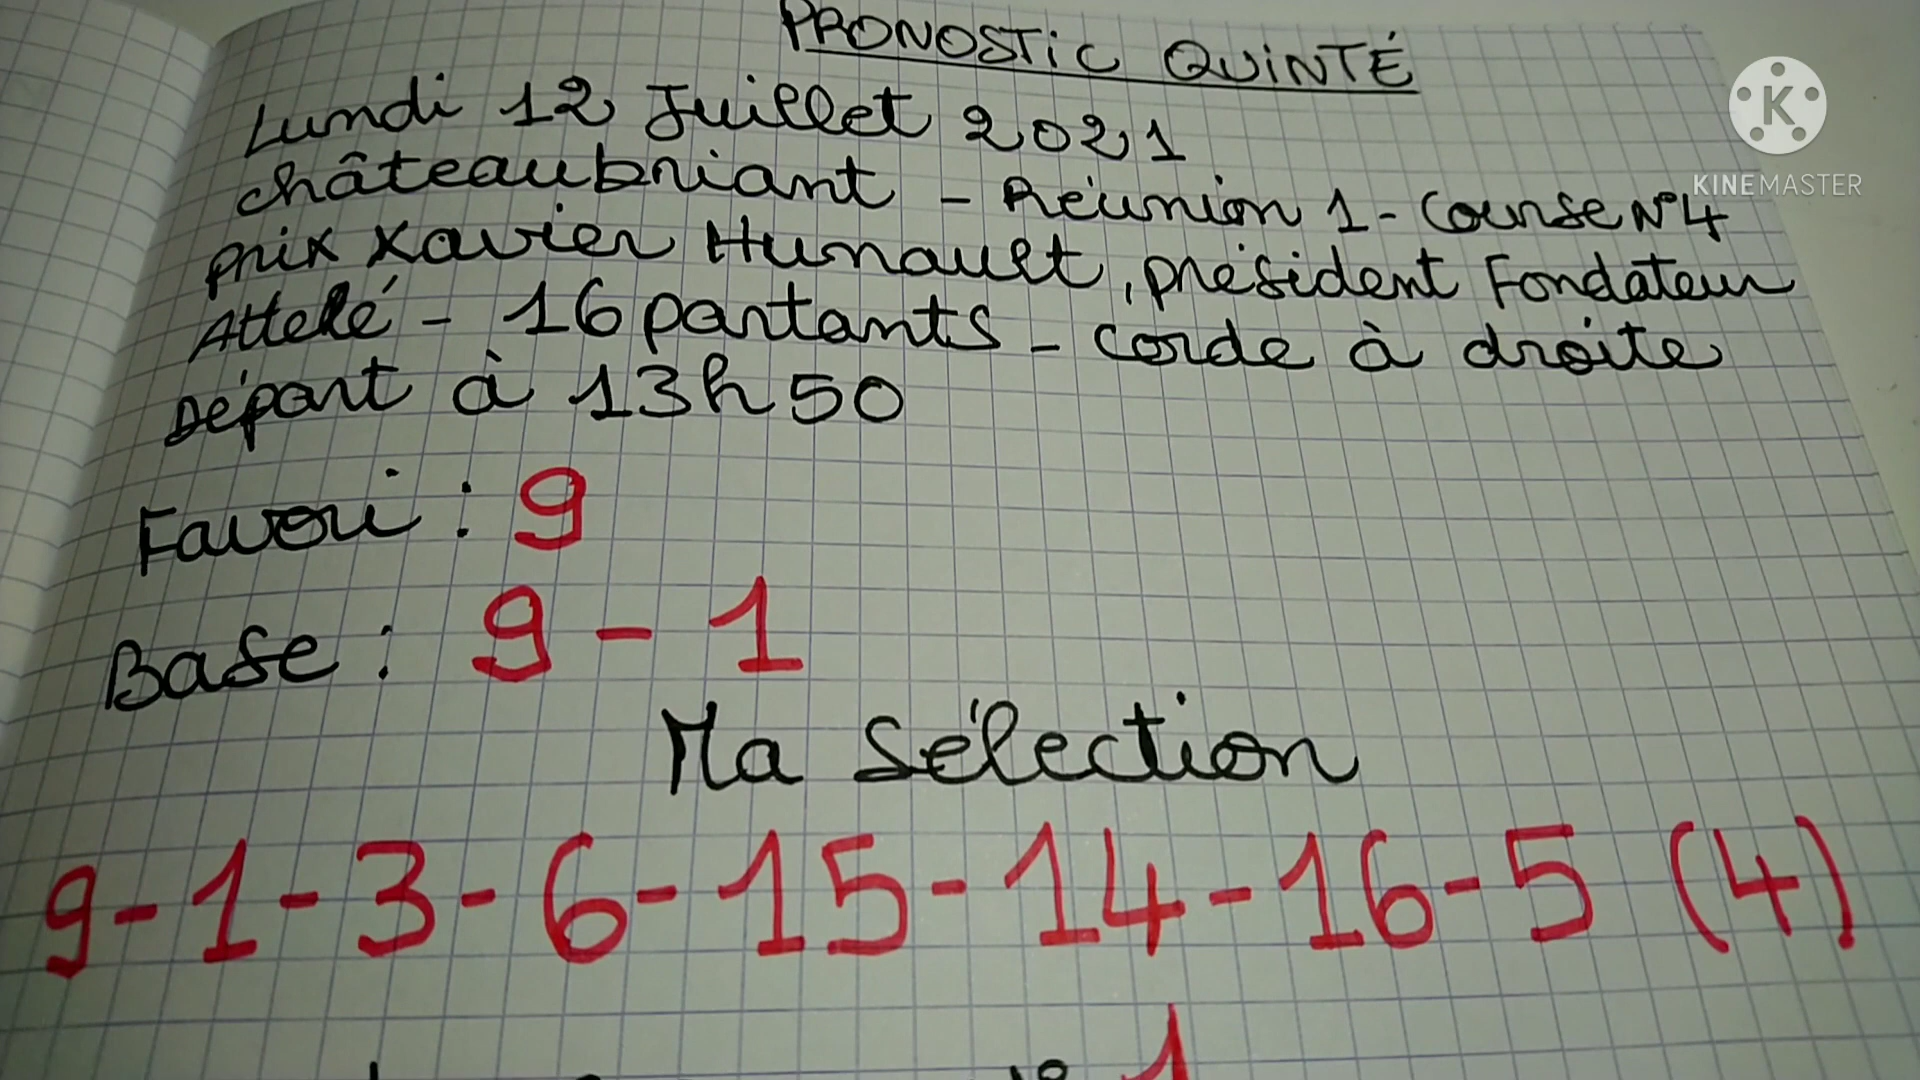 PRONOSTIC QUINTÉ
Lundi 12 Juillet 2021
châteaubriant - Réunion 1 - Course N°4
prix Xavier Hunault, président Fondateur
Attelé - 16 partants - corde à droite
Départ à 13h50
Favori : 9
Base : 9 - 1
Ma sélection
9-1-3-6-15-14-16-5 (4)
K
KINEMASTER